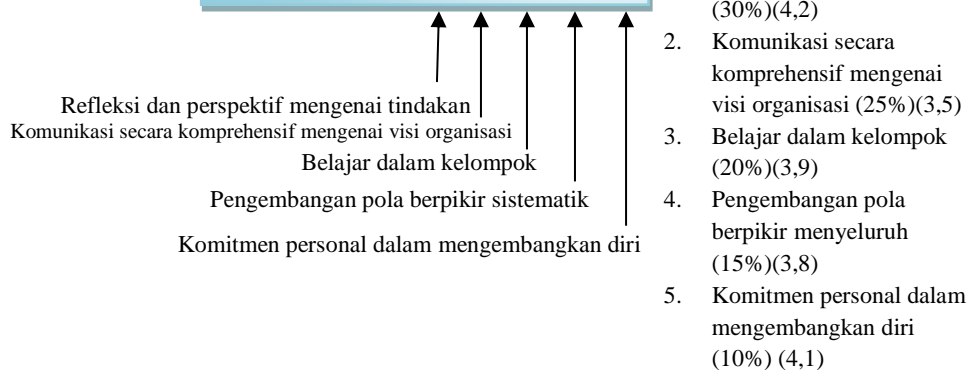 Refleksi dan perspektif mengenai tindakan
Komunikasi secara komprehensif mengenai visi organisasi
Belajar dalam kelompok
Pengembangan pola berpikir sistematik
Komitmen personal dalam mengembangkan diri
(30%)(4,2)
2. Komunikasi secara
komprehensif mengenai
visi organisasi (25%)(3,5)
3. Belajar dalam kelompok
(20%)(3,9)
4. Pengembangan pola
berpikir menyeluruh
(15%)(3,8)
5. Komitmen personal dalam
mengembangkan diri
(10%) (4,1)